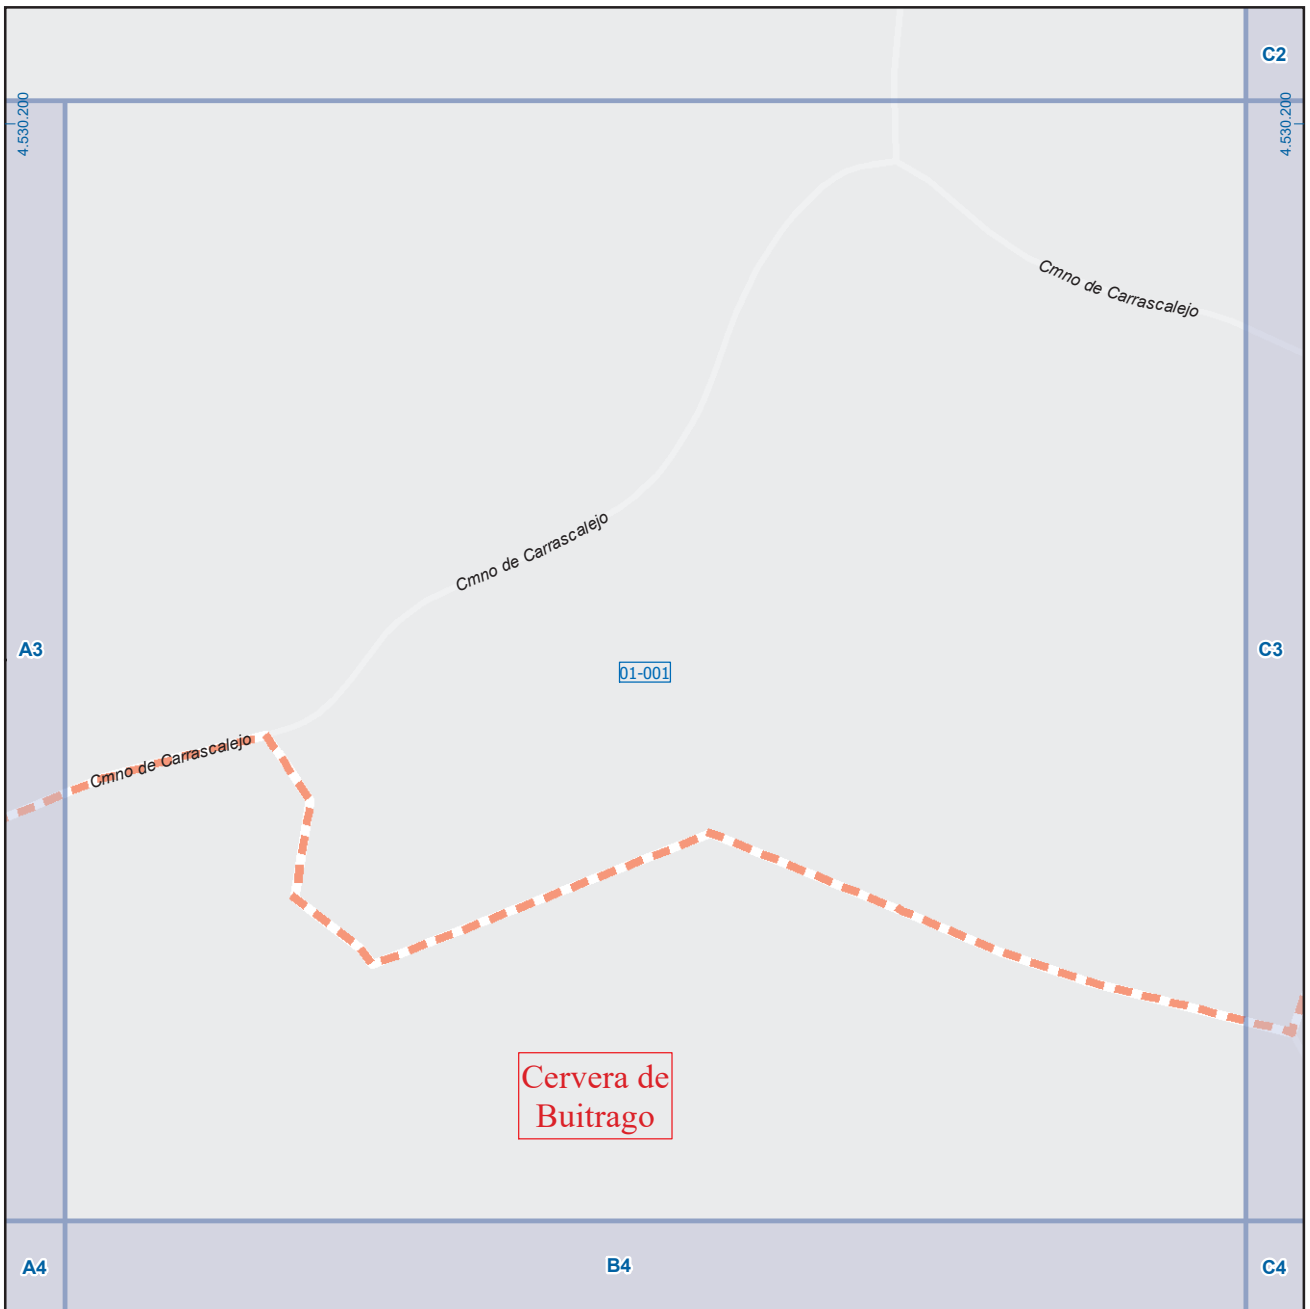 C2
4.530.200
4.530.200
Cmno de Carrascalejo
Cmno de Carrascalejo
A3
C3
01-001
Cmno de Carrascalejo
Cervera de
Buitrago
A4
B4
C4